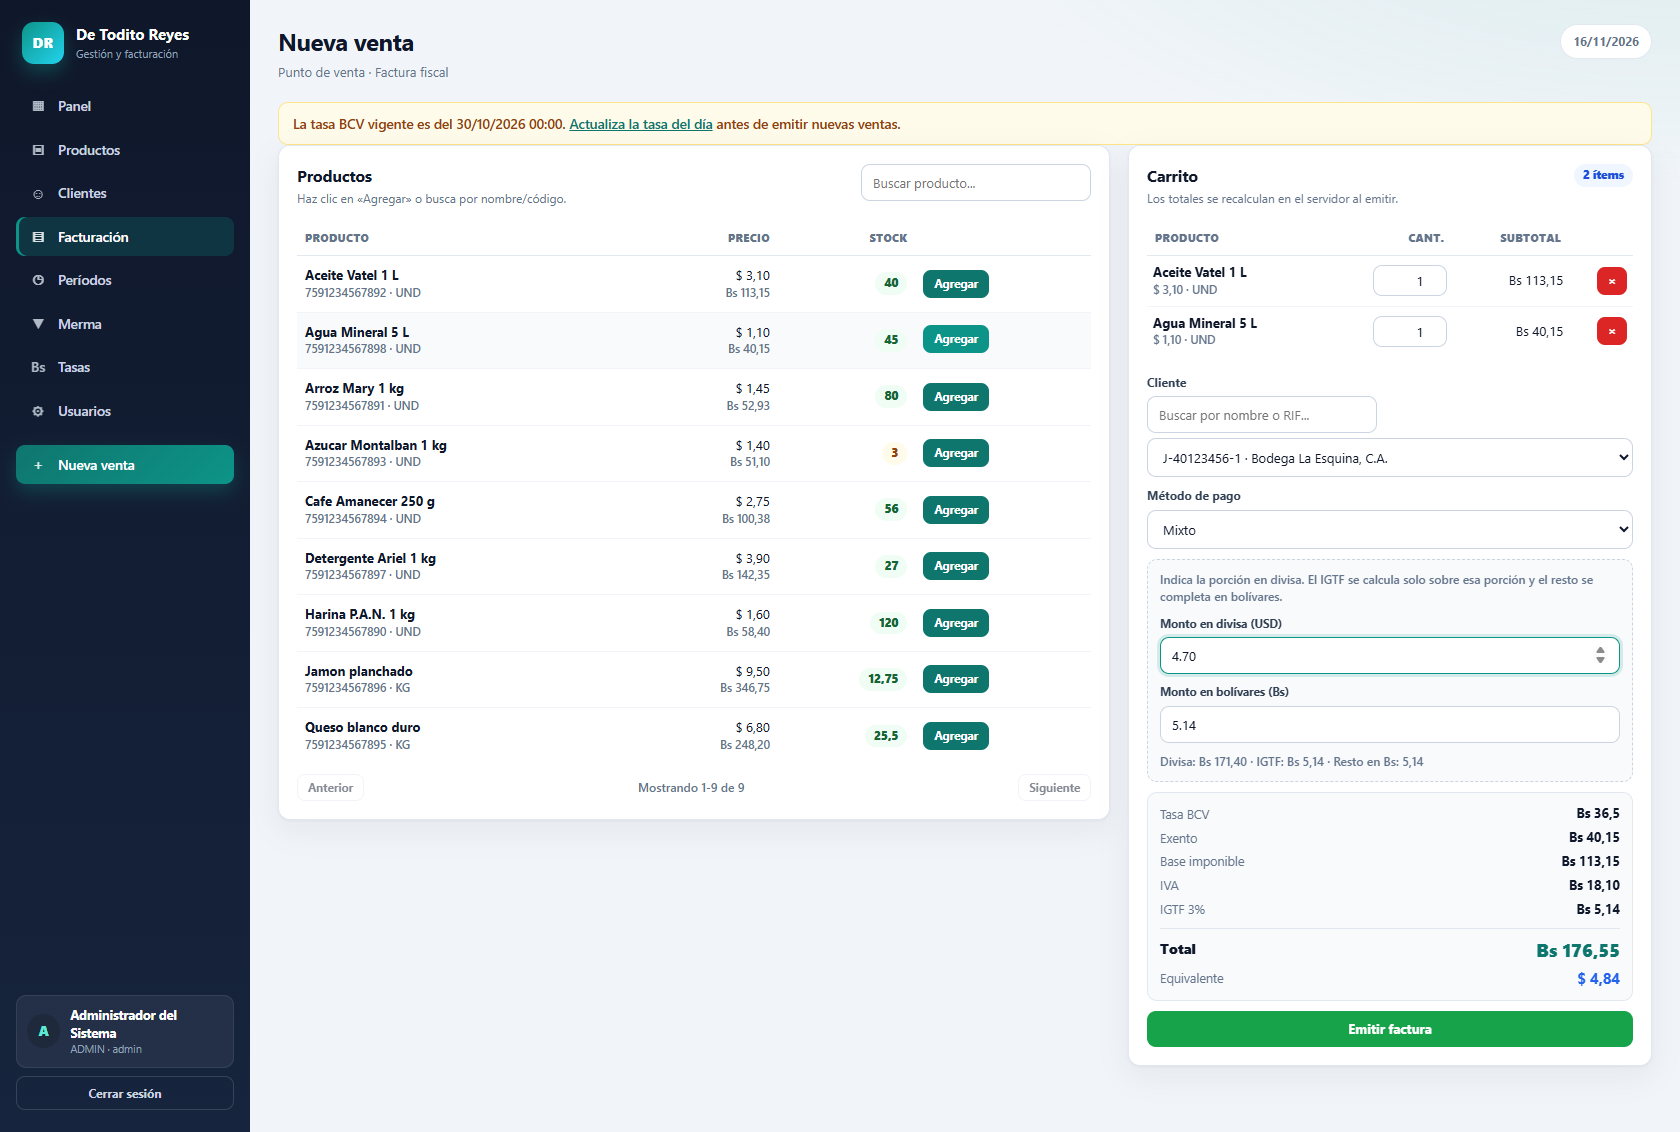 DR
De Todito Reyes
Gestión y facturación
Panel
Productos
Clientes
Facturación
Períodos
Merma
Bs Tasas
Usuarios
+ Nueva venta
A
Administrador del
Sistema
ADMIN · admin
Cerrar sesión
Nueva venta
Punto de venta · Factura fiscal
16/11/2026
La tasa BCV vigente es del 30/10/2026 00:00. Actualiza la tasa del día antes de emitir nuevas ventas.
Productos
Haz clic en «Agregar» o busca por nombre/código.
Buscar producto...
PRODUCTO PRECIO STOCK
Aceite Vatel 1 L $ 3,10
7591234567892 · UND Bs 113,15
40 Agregar
Agua Mineral 5 L $ 1,10
7591234567898 · UND Bs 40,15
45 Agregar
Arroz Mary 1 kg $ 1,45
7591234567891 · UND Bs 52,93
80 Agregar
Azucar Montalban 1 kg $ 1,40
7591234567893 · UND Bs 51,10
3 Agregar
Cafe Amanecer 250 g $ 2,75
7591234567894 · UND Bs 100,38
56 Agregar
Detergente Ariel 1 kg $ 3,90
7591234567897 · UND Bs 142,35
27 Agregar
Harina P.A.N. 1 kg $ 1,60
7591234567890 · UND Bs 58,40
120 Agregar
Jamon planchado $ 9,50
7591234567896 · KG Bs 346,75
12,75 Agregar
Queso blanco duro $ 6,80
7591234567895 · KG Bs 248,20
25,5 Agregar
Anterior Mostrando 1-9 de 9 Siguiente
Carrito
2 ítems
Los totales se recalculan en el servidor al emitir.
PRODUCTO CANT. SUBTOTAL
Aceite Vatel 1 L
$ 3,10 · UND
1 Bs 113,15 ×
Agua Mineral 5 L
$ 1,10 · UND
1 Bs 40,15 ×
Cliente
Buscar por nombre o RIF...
J-40123456-1 · Bodega La Esquina, C.A.
Método de pago
Mixto
Indica la porción en divisa. El IGTF se calcula solo sobre esa porción y el resto se
completa en bolívares.
Monto en divisa (USD)
4.70
Monto en bolívares (Bs)
5.14
Divisa: Bs 171,40 · IGTF: Bs 5,14 · Resto en Bs: 5,14
Tasa BCV Bs 36,5
Exento Bs 40,15
Base imponible Bs 113,15
IVA Bs 18,10
IGTF 3% Bs 5,14
Total Bs 176,55
Equivalente $ 4,84
Emitir factura